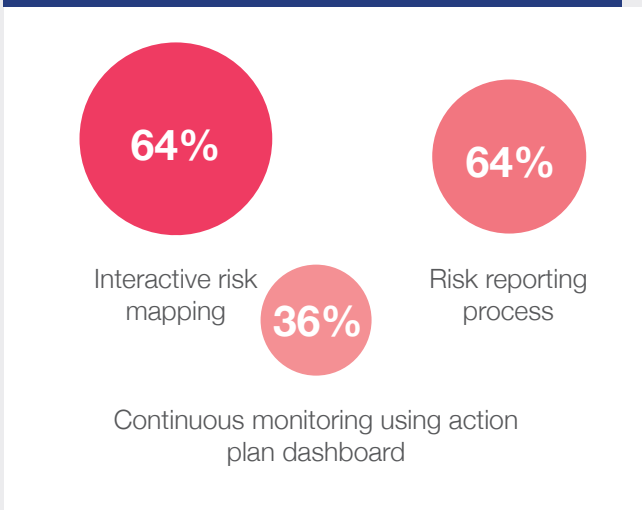 64%
Interactive risk
mapping
64%
Risk reporting
process
36%
Continuous monitoring using action
plan dashboard